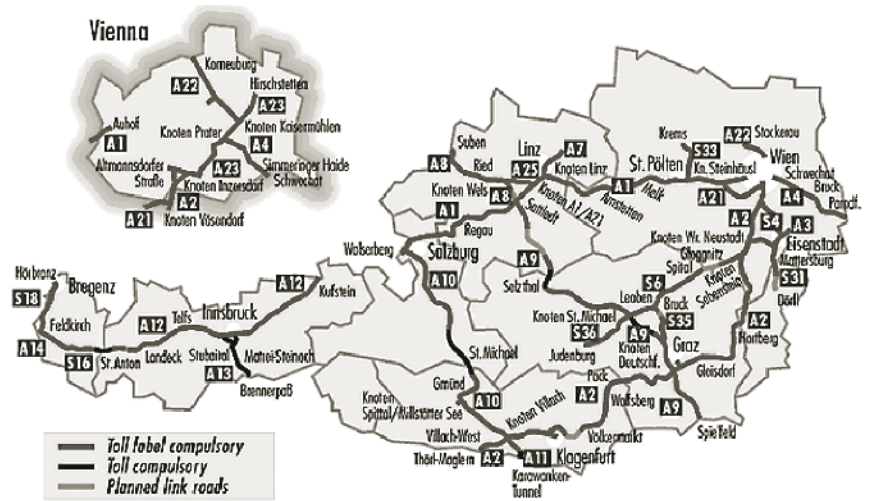 Vienna
Korneuburg
A22
Hirschstetten
A23
Auhof
A1
Knoten Prater
Knoten Kaisermühlen
A4
Altmannsdorfer
Straße
A23
Simmeringer Haide
Schwechat
Knoten Inzersdorf
A2
A21
Knoten Vösendorf
Suben
A8
Ried
Linz
A7
A25
Knoten Linz
Krems
S33
A22
Stockerau
St. Pölten
Kn. Steinhäusl
Wien
Knoten Wels
A8
Knoten A1/A21
A1
Melk
A21
Schwechat
Bruck
A4
Parndf.
A1
Sattledt
Amstetten
A2
S4
A3
Regau
Knoten Wr. Neustadt
Eisenstadt
Walserberg
Salzburg
Gloggnitz
Mattersburg
A9
Spital
Knoten
Sebenstein
S31
A10
Selzthal
S6
Dörfl
Hörbranz
Bregenz
S18
A12
Kufstein
Leoben
Bruck
Knoten St. Michael
S35
A2
Innsbruck
Telfs
A12
Feldkirch
S36
A9
Hartberg
A14
S16
St. Anton
Landeck
Stubaital
Matrei-Steinach
St. Michael
Judenburg
Knoten
Deutschf.
Graz
A13
Brennerpaß
Gleisdorf
Gmünd
Pack
Knoten
Spittal/Millstätter See
A10
Knoten Villach
A2
Wolfsberg
A9
Spielfeld
Villach-West
Völkermarkt
Thörl-Maglern
A2
A11
Klagenfurt
Karawanken-
Tunnel
Toll label compulsory
Toll compulsory
Planned link roads